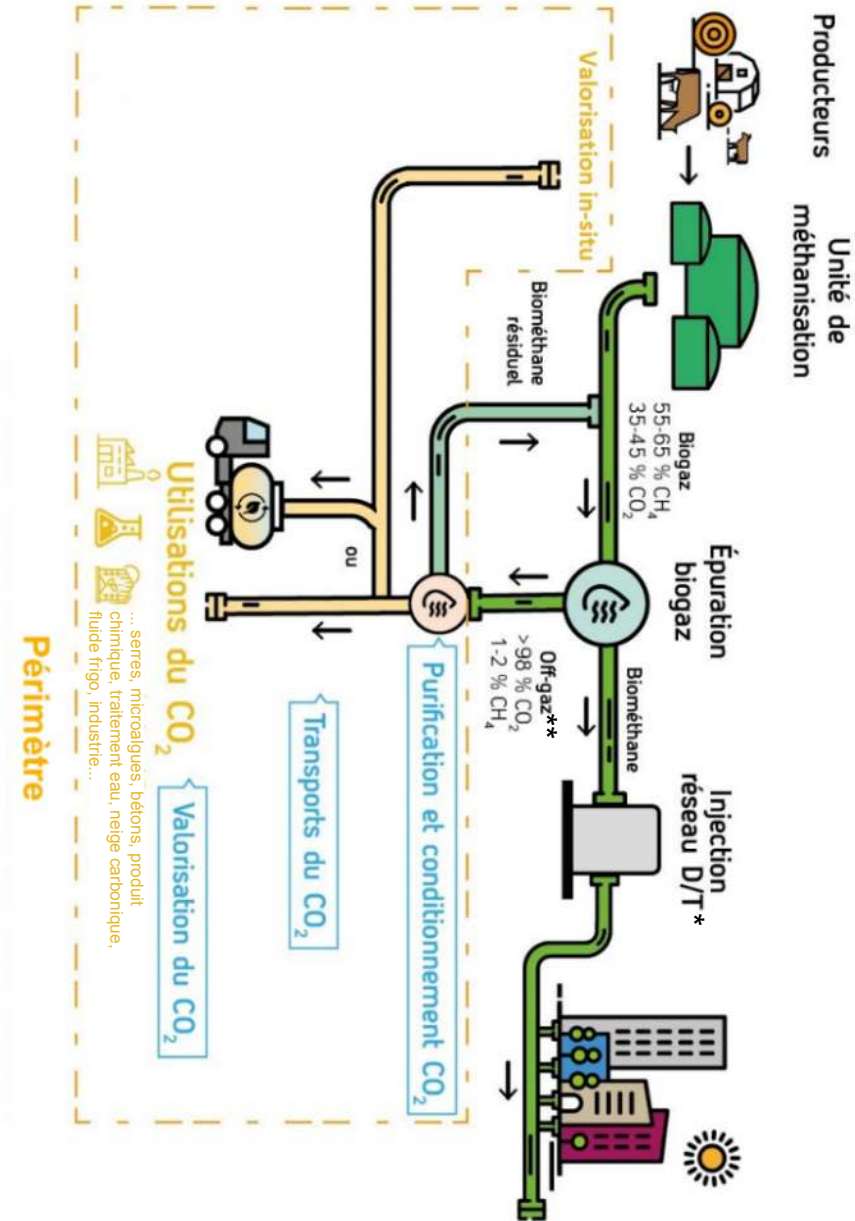 Producteurs
Unité de
méthanisation
Épuration
biogaz
Injection
réseau D/T*
Biogaz
55-65 % CH₄
35-45 % CO₂
Biométhane
Valorisation in-situ
Biométhane
résiduel
Off-gaz**
>98 % CO₂
1-2 % CH₄
Purification et conditionnement CO₂
ou
Transports du CO₂
Utilisations du CO₂
Valorisation du CO₂
... serres, microalgues, bétons, produit
chimique, traitement eau, neige carbonique,
fluide frigo, industrie...
Périmètre